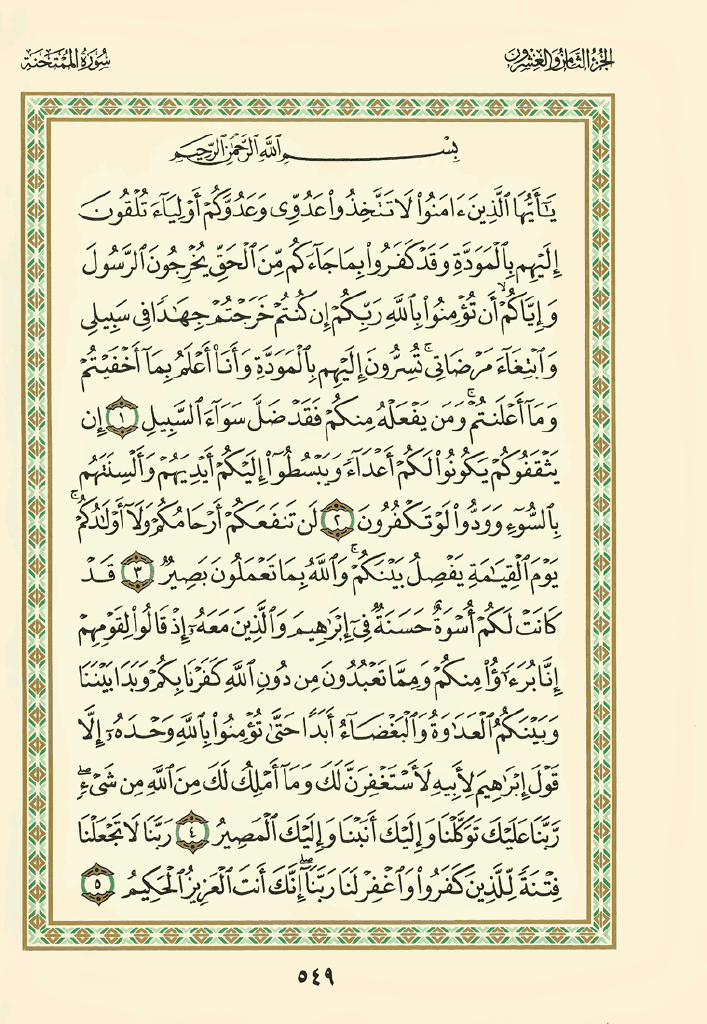 الجزء الثامن والعشرون
سورة الممتحنة
بِسْمِ ٱللَّهِ ٱلرَّحْمَٰنِ ٱلرَّحِيمِ
يَٰٓأَيُّهَا ٱلَّذِينَ ءَامَنُوا۟ لَا تَتَّخِذُوا۟ عَدُوِّى وَعَدُوَّكُمْ أَوْلِيَآءَ تُلْقُونَ
إِلَيْهِم بِٱلْمَوَدَّةِ وَقَدْ كَفَرُوا۟ بِمَا جَآءَكُم مِّنَ ٱلْحَقِّ يُخْرِجُونَ ٱلرَّسُولَ
وَإِيَّاكُمْ ۙ أَن تُؤْمِنُوا۟ بِٱللَّهِ رَبِّكُمْ إِن كُنتُمْ خَرَجْتُمْ جِهَٰدًا فِى سَبِيلِى
وَٱبْتِغَآءَ مَرْضَاتِى ۚ تُسِرُّونَ إِلَيْهِم بِٱلْمَوَدَّةِ وَأَنَا۠ أَعْلَمُ بِمَآ أَخْفَيْتُمْ
وَمَآ أَعْلَنتُمْ ۚ وَمَن يَفْعَلْهُ مِنكُمْ فَقَدْ ضَلَّ سَوَآءَ ٱلسَّبِيلِ ١ إِن
يَثْقَفُوكُمْ يَكُونُوا۟ لَكُمْ أَعْدَآءً وَيَبْسُطُوٓا۟ إِلَيْكُمْ أَيْدِيَهُمْ وَأَلْسِنَتَهُم
بِٱلسُّوٓءِ وَوَدُّوا۟ لَوْ تَكْفُرُونَ ٢ لَن تَنفَعَكُمْ أَرْحَامُكُمْ وَلَآ أَوْلَٰدُكُمْ ۚ
يَوْمَ ٱلْقِيَٰمَةِ يَفْصِلُ بَيْنَكُمْ ۚ وَٱللَّهُ بِمَا تَعْمَلُونَ بَصِيرٌ ٣ قَدْ
كَانَتْ لَكُمْ أُسْوَةٌ حَسَنَةٌ فِىٓ إِبْرَٰهِيمَ وَٱلَّذِينَ مَعَهُۥٓ إِذْ قَالُوا۟ لِقَوْمِهِمْ
إِنَّا بُرَءَٰٓؤُا۟ مِنكُمْ وَمِمَّا تَعْبُدُونَ مِن دُونِ ٱللَّهِ كَفَرْنَا بِكُمْ وَبَدَا بَيْنَنَا
وَبَيْنَكُمُ ٱلْعَدَٰوَةُ وَٱلْبَغْضَآءُ أَبَدًا حَتَّىٰ تُؤْمِنُوا۟ بِٱللَّهِ وَحْدَهُۥٓ إِلَّا
قَوْلَ إِبْرَٰهِيمَ لِأَبِيهِ لَأَسْتَغْفِرَنَّ لَكَ وَمَآ أَمْلِكُ لَكَ مِنَ ٱللَّهِ مِن شَىْءٍ ۖ
رَّبَّنَا عَلَيْكَ تَوَكَّلْنَا وَإِلَيْكَ أَنَبْنَا وَإِلَيْكَ ٱلْمَصِيرُ ٤ رَبَّنَا لَا تَجْعَلْنَا
فِتْنَةً لِّلَّذِينَ كَفَرُوا۟ وَٱغْفِرْ لَنَا رَبَّنَآ ۖ إِنَّكَ أَنتَ ٱلْعَزِيزُ ٱلْحَكِيمُ ٥
٥٤٩